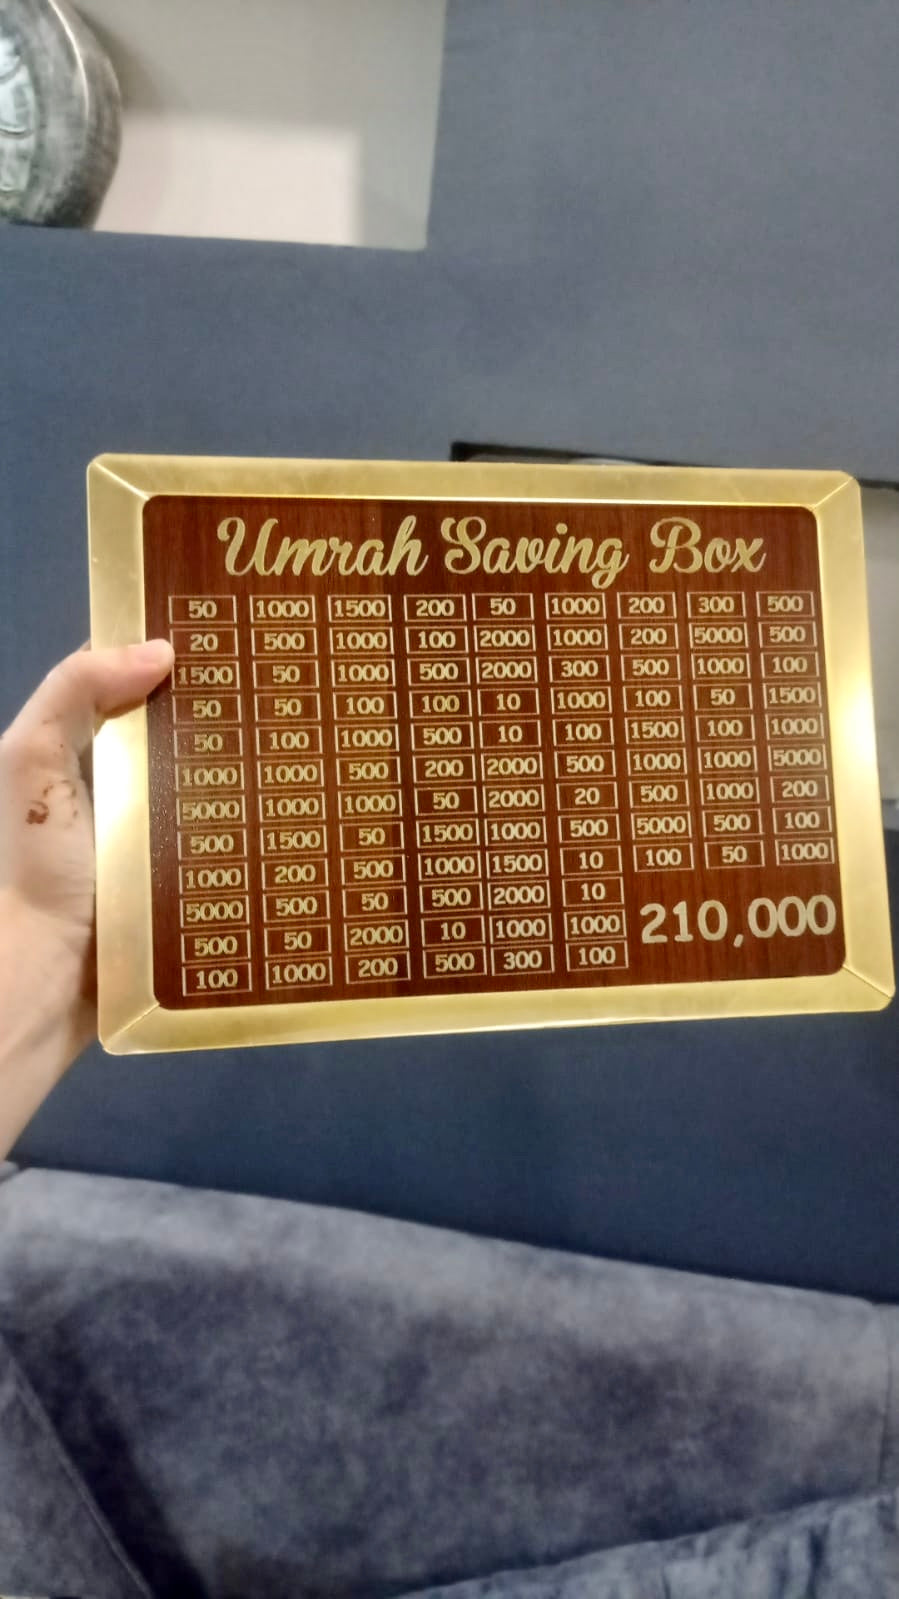 Umrah Saving Box
50 1000 1500 200 50 1000 200 300 500
20 500 1000 100 2000 1000 200 5000 500
1500 50 1000 500 2000 300 500 1000 100
50 50 100 100 10 1000 100 50 1500
50 100 1000 500 10 100 1500 100 1000
1000 1000 500 200 2000 500 1000 1000 5000
5000 1000 1000 50 2000 20 500 1000 200
500 1500 50 1500 1000 500 5000 500 100
1000 200 500 1000 1500 10 100 50 1000
5000 500 50 500 2000 10
500 50 2000 10 1000 1000
100 1000 200 500 300 100
210,000